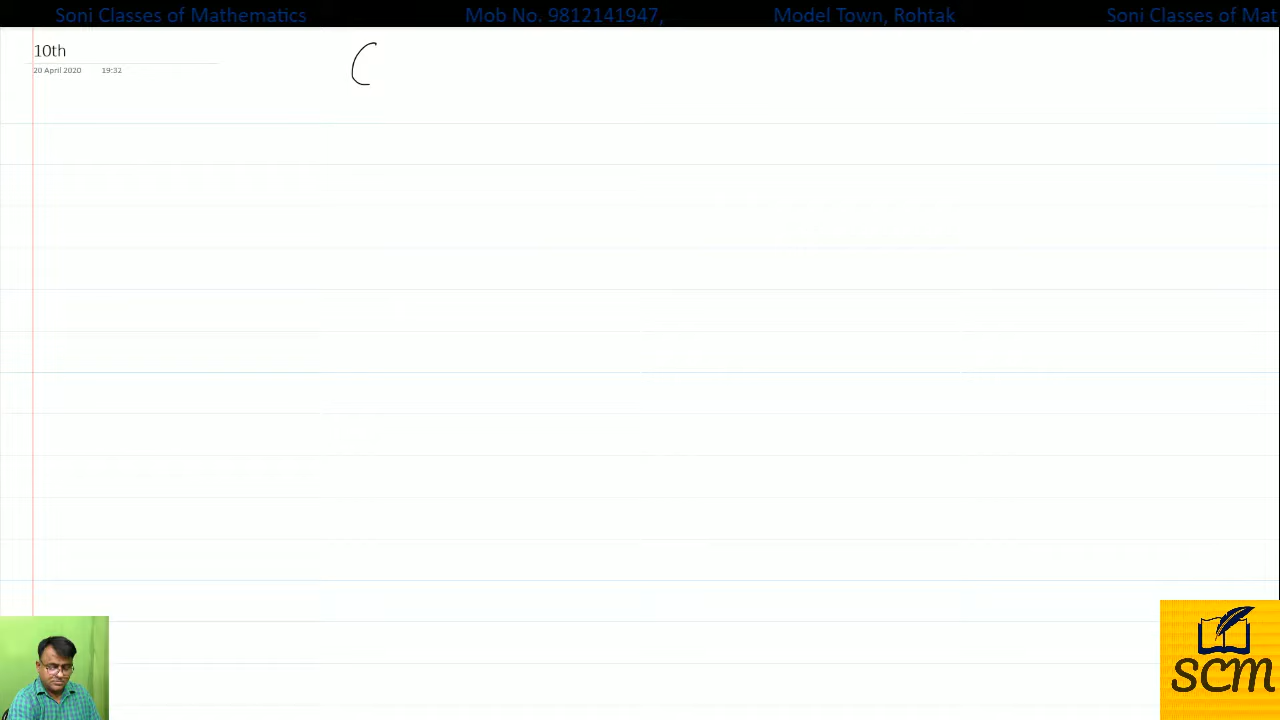 Soni Classes of Mathematics Mob No. 9812141947, Model Town, Rohtak Soni Classes of Mat
10th
20 April 2020 19:32
C
SCM